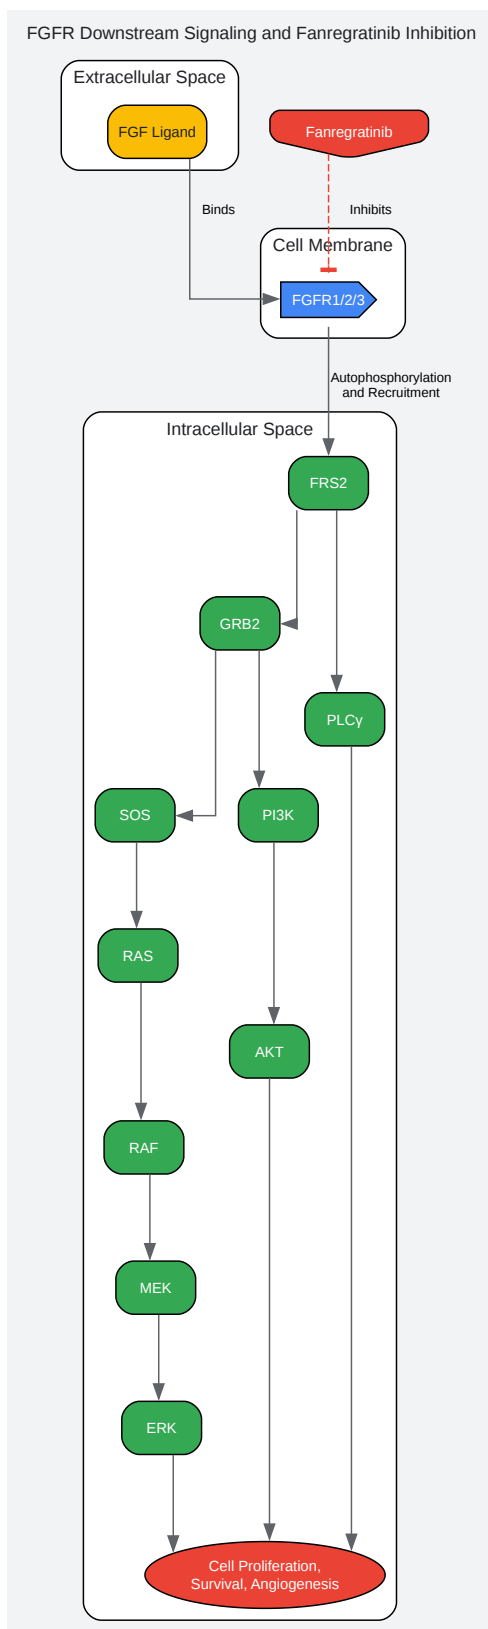 FGFR Downstream Signaling and Fanregratinib Inhibition
Extracellular Space
FGF Ligand
Fanregratinib
Binds
Inhibits
Cell Membrane
FGFR1/2/3
Autophosphorylation
and Recruitment
Intracellular Space
FRS2
GRB2
PLCγ
SOS
PI3K
RAS
AKT
RAF
MEK
ERK
Cell Proliferation,
Survival, Angiogenesis